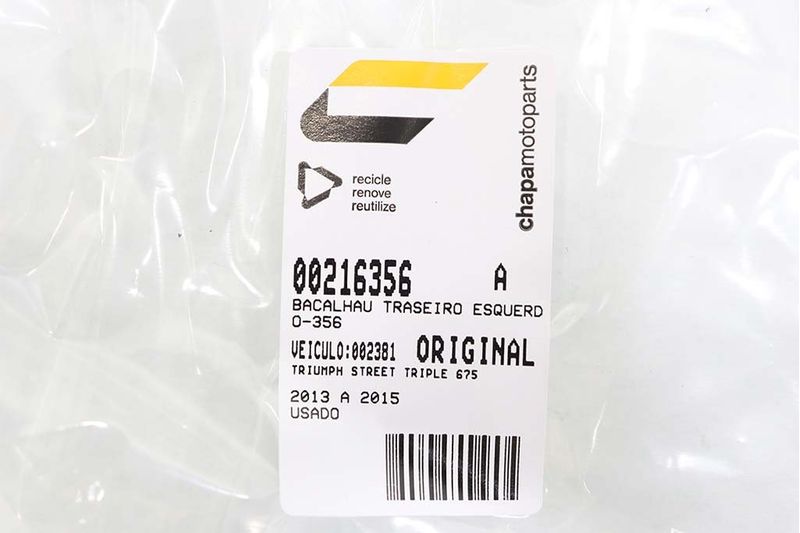 chapamotoparts
recicle
renove
reutilize
00216356 A
BACALHAU TRASEIRO ESQUERD
O-356
VEICULO:002381 ORIGINAL
TRIUMPH STREET TRIPLE 675
2013 A 2015
USADO